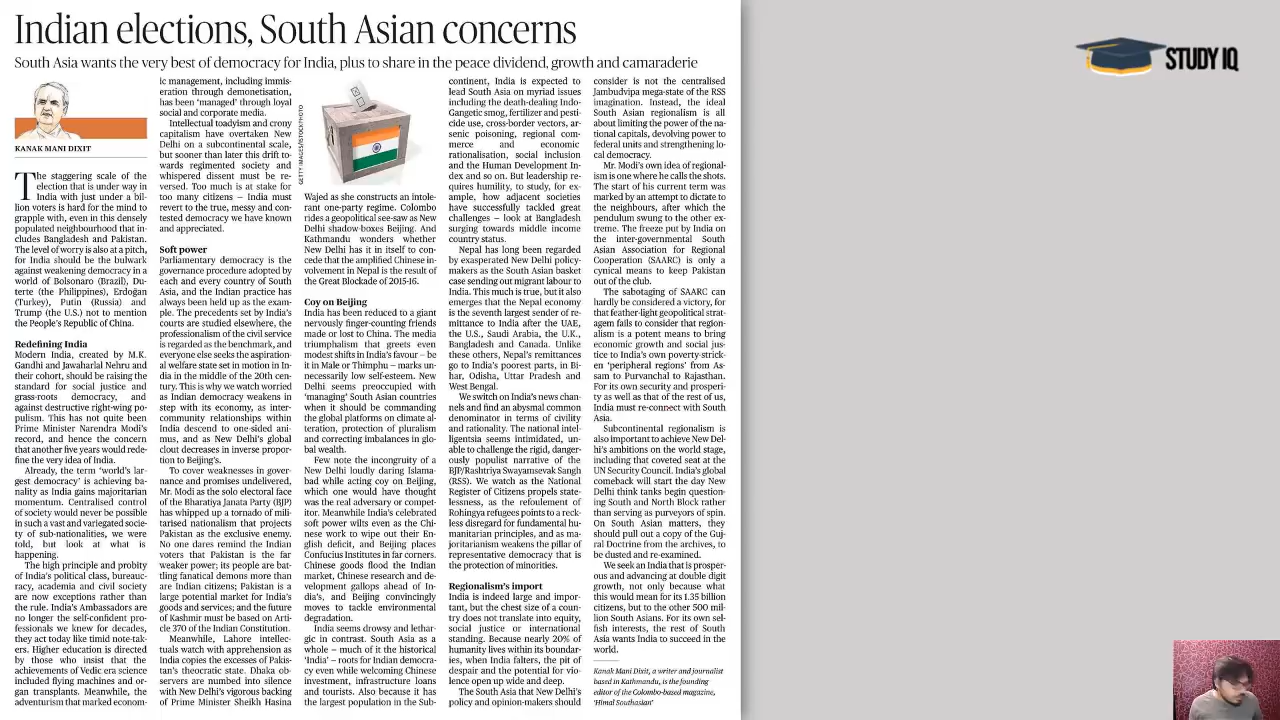 Indian elections, South Asian concerns
South Asia wants the very best of democracy for India, plus to share in the peace dividend, growth and camaraderie
KANAK MANI DIXIT
The staggering scale of the
election that is under way in
India with just under a bil-
lion voters is hard for the mind to
grapple with, even in this densely
populated neighbourhood that in-
cludes Bangladesh and Pakistan.
The level of worry is also at a pitch,
for India should be the bulwark
against weakening democracy in a
world of Bolsonaro (Brazil), Du-
terte (the Philippines), Erdoğan
(Turkey), Putin (Russia) and
Trump (the U.S.) not to mention
the People's Republic of China.
Redefining India
Modern India, created by M.K.
Gandhi and Jawaharlal Nehru and
their cohort, should be raising the
standard for social justice and
grass-roots democracy, and
against destructive right-wing po-
pulism. This has not quite been
Prime Minister Narendra Modi's
record, and hence the concern
that another five years would rede-
fine the very idea of India.
Already, the term 'world's lar-
gest democracy' is achieving ba-
nality as India gains majoritarian
momentum. Centralised control
of society would never be possible
in such a vast and variegated socie-
ty of sub-nationalities, we were
told, but look at what is
happening.
The high principle and probity
of India's political class, bureauc-
racy, academia and civil society
are now exceptions rather than
the rule. India's Ambassadors are
no longer the self-confident pro-
fessionals we knew for decades,
they act today like timid note-tak-
ers. Higher education is directed
by those who insist that the
achievements of Vedic era science
included flying machines and or-
gan transplants. Meanwhile, the
adventurism that marked econom-
ic management, including immis-
eration through demonetisation,
has been 'managed' through loyal
social and corporate media.
Intellectual toadyism and crony
capitalism have overtaken New
Delhi on a subcontinental scale,
but sooner than later this drift to-
wards regimented society and
whispered dissent must be re-
versed. Too much is at stake for
too many citizens – India must
revert to the true, messy and con-
tested democracy we have known
and appreciated.
Soft power
Parliamentary democracy is the
governance procedure adopted by
each and every country of South
Asia, and the Indian practice has
always been held up as the exam-
ple. The precedents set by India's
courts are studied elsewhere, the
professionalism of the civil service
is regarded as the benchmark, and
everyone else seeks the aspiration-
al welfare state set in motion in In-
dia in the middle of the 20th cen-
tury. This is why we watch worried
as Indian democracy weakens in
step with its economy, as inter-
community relationships within
India descend to one-sided ani-
mus, and as New Delhi's global
clout decreases in inverse propor-
tion to Beijing's.
To cover weaknesses in gover-
nance and promises undelivered,
Mr. Modi as the solo electoral face
of the Bharatiya Janata Party (BJP)
has whipped up a tornado of mili-
tarised nationalism that projects
Pakistan as the exclusive enemy.
No one dares remind the Indian
voters that Pakistan is the far
weaker power; its people are bat-
tling fanatical demons more than
are Indian citizens; Pakistan is a
large potential market for India's
goods and services; and the future
of Kashmir must be based on Arti-
cle 370 of the Indian Constitution.
Meanwhile, Lahore intellec-
tuals watch with apprehension as
India copies the excesses of Pakis-
tan's theocratic state. Dhaka ob-
servers are numbed into silence
with New Delhi's vigorous backing
of Prime Minister Sheikh Hasina
GETTY IMAGES/ISTOCKPHOTO
Wajed as she constructs an intole-
rant one-party regime. Colombo
rides a geopolitical see-saw as New
Delhi shadow-boxes Beijing. And
Kathmandu wonders whether
New Delhi has it in itself to con-
cede that the amplified Chinese in-
volvement in Nepal is the result of
the Great Blockade of 2015-16.
Coy on Beijing
India has been reduced to a giant
nervously finger-counting friends
made or lost to China. The media
triumphalism that greets even
modest shifts in India's favour – be
it in Male or Thimphu – marks un-
necessarily low self-esteem. New
Delhi seems preoccupied with
'managing' South Asian countries
when it should be commanding
the global platforms on climate al-
teration, protection of pluralism
and correcting imbalances in glo-
bal wealth.
Few note the incongruity of a
New Delhi loudly daring Islama-
bad while acting coy on Beijing,
which one would have thought
was the real adversary or compet-
itor. Meanwhile India's celebrated
soft power wilts even as the Chi-
nese work to wipe out their En-
glish deficit, and Beijing places
Confucius Institutes in far corners.
Chinese goods flood the Indian
market, Chinese research and de-
velopment gallops ahead of In-
dia's, and Beijing convincingly
moves to tackle environmental
degradation.
India seems drowsy and lethar-
gic in contrast. South Asia as a
whole – much of it the historical
'India' – roots for Indian democra-
cy even while welcoming Chinese
investment, infrastructure loans
and tourists. Also because it has
the largest population in the Sub-
continent, India is expected to
lead South Asia on myriad issues
including the death-dealing Indo-
Gangetic smog, fertilizer and pesti-
cide use, cross-border vectors, ar-
senic poisoning, regional com-
merce and economic
rationalisation, social inclusion
and the Human Development In-
dex and so on. But leadership re-
quires humility, to study, for ex-
ample, how adjacent societies
have successfully tackled great
challenges – look at Bangladesh
surging towards middle income
country status.
Nepal has long been regarded
by exasperated New Delhi policy-
makers as the South Asian basket
case sending out migrant labour to
India. This much is true, but it also
emerges that the Nepal economy
is the seventh largest sender of re-
mittance to India after the UAE,
the U.S., Saudi Arabia, the U.K.,
Bangladesh and Canada. Unlike
these others, Nepal's remittances
go to India's poorest parts, in Bi-
har, Odisha, Uttar Pradesh and
West Bengal.
We switch on India's news chan-
nels and find an abysmal common
denominator in terms of civility
and rationality. The national inte-
lligentsia seems intimidated, un-
able to challenge the rigid, danger-
ously populist narrative of the
BJP/Rashtriya Swayamsevak Sangh
(RSS). We watch as the National
Register of Citizens propels state-
lessness, as the refoulement of
Rohingya refugees points to a reck-
less disregard for fundamental hu-
manitarian principles, and as ma-
joritarianism weakens the pillar of
representative democracy that is
the protection of minorities.
Regionalism's import
India is indeed large and impor-
tant, but the chest size of a coun-
try does not translate into equity,
social justice or international
standing. Because nearly 20% of
humanity lives within its boundar-
ies, when India falters, the pit of
despair and the potential for vio-
lence open up wide and deep.
The South Asia that New Delhi's
policy and opinion-makers should
consider is not the centralised
Jambudvipa mega-state of the RSS
imagination. Instead, the ideal
South Asian regionalism is all
about limiting the power of the na-
tional capitals, devolving power to
federal units and strengthening lo-
cal democracy.
Mr. Modi's own idea of regional-
ism is one where he calls the shots.
The start of his current term was
marked by an attempt to dictate to
the neighbours, after which the
pendulum swung to the other ex-
treme. The freeze put by India on
the inter-governmental South
Asian Association for Regional
Cooperation (SAARC) is only a
cynical means to keep Pakistan
out of the club.
The sabotaging of SAARC can
hardly be considered a victory, for
that feather-light geopolitical strat-
agem fails to consider that region-
alism is a potent means to bring
economic growth and social jus-
tice to India's own poverty-strick-
en 'peripheral regions' from As-
sam to Purvanchal to Rajasthan.
For its own security and prosperi-
ty as well as that of the rest of us,
India must re-connect with South
Asia.
Subcontinental regionalism is
also important to achieve New Del-
hi's ambitions on the world stage,
including that coveted seat at the
UN Security Council. India's global
comeback will start the day New
Delhi think tanks begin question-
ing South and North Block rather
than serving as purveyors of spin.
On South Asian matters, they
should pull out a copy of the Guj-
ral Doctrine from the archives, to
be dusted and re-examined.
We seek an India that is prosper-
ous and advancing at double digit
growth, not only because what
this would mean for its 1.35 billion
citizens, but to the other 500 mil-
lion South Asians. For its own sel-
fish interests, the rest of South
Asia wants India to succeed in the
world.
Kanak Mani Dixit, a writer and journalist
based in Kathmandu, is the founding
editor of the Colombo-based magazine,
'Himal Southasian'
STUDY IQ